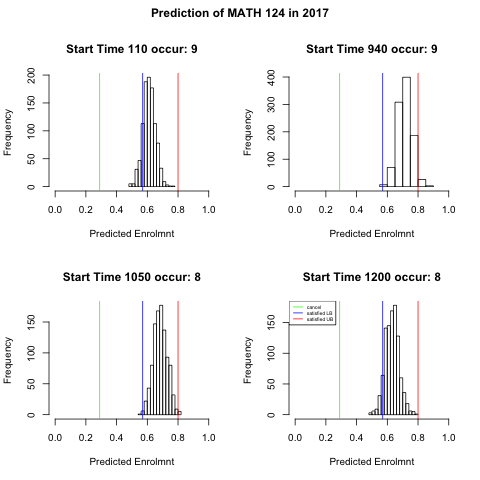 Prediction of MATH 124 in 2017
Start Time 110 occur: 9
Frequency
200
150
100
50
0
0.0 0.2 0.4 0.6 0.8 1.0
Predicted Enrolmnt
Start Time 940 occur: 9
Frequency
400
300
200
100
0
0.0 0.2 0.4 0.6 0.8 1.0
Predicted Enrolmnt
Start Time 1050 occur: 8
Frequency
150
100
50
0
0.0 0.2 0.4 0.6 0.8 1.0
Predicted Enrolmnt
Start Time 1200 occur: 8
cancel
satisfied LB
satisfied UB
Frequency
150
100
50
0
0.0 0.2 0.4 0.6 0.8 1.0
Predicted Enrolmnt